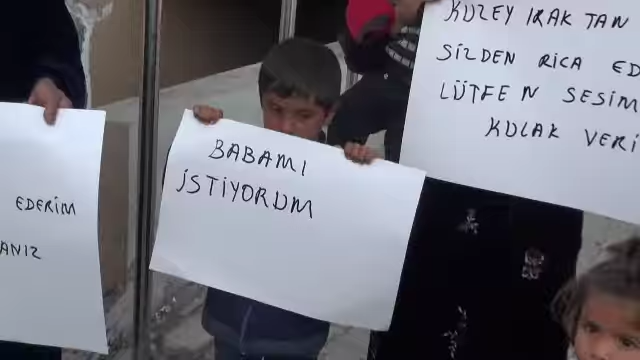 EDERİM
ANIZ
BABAMI
İSTİYORUM
KUZEY IRAK TAN
SİZDEN RİCA ED
LÜTFEN SESİM
KULAK VERİ